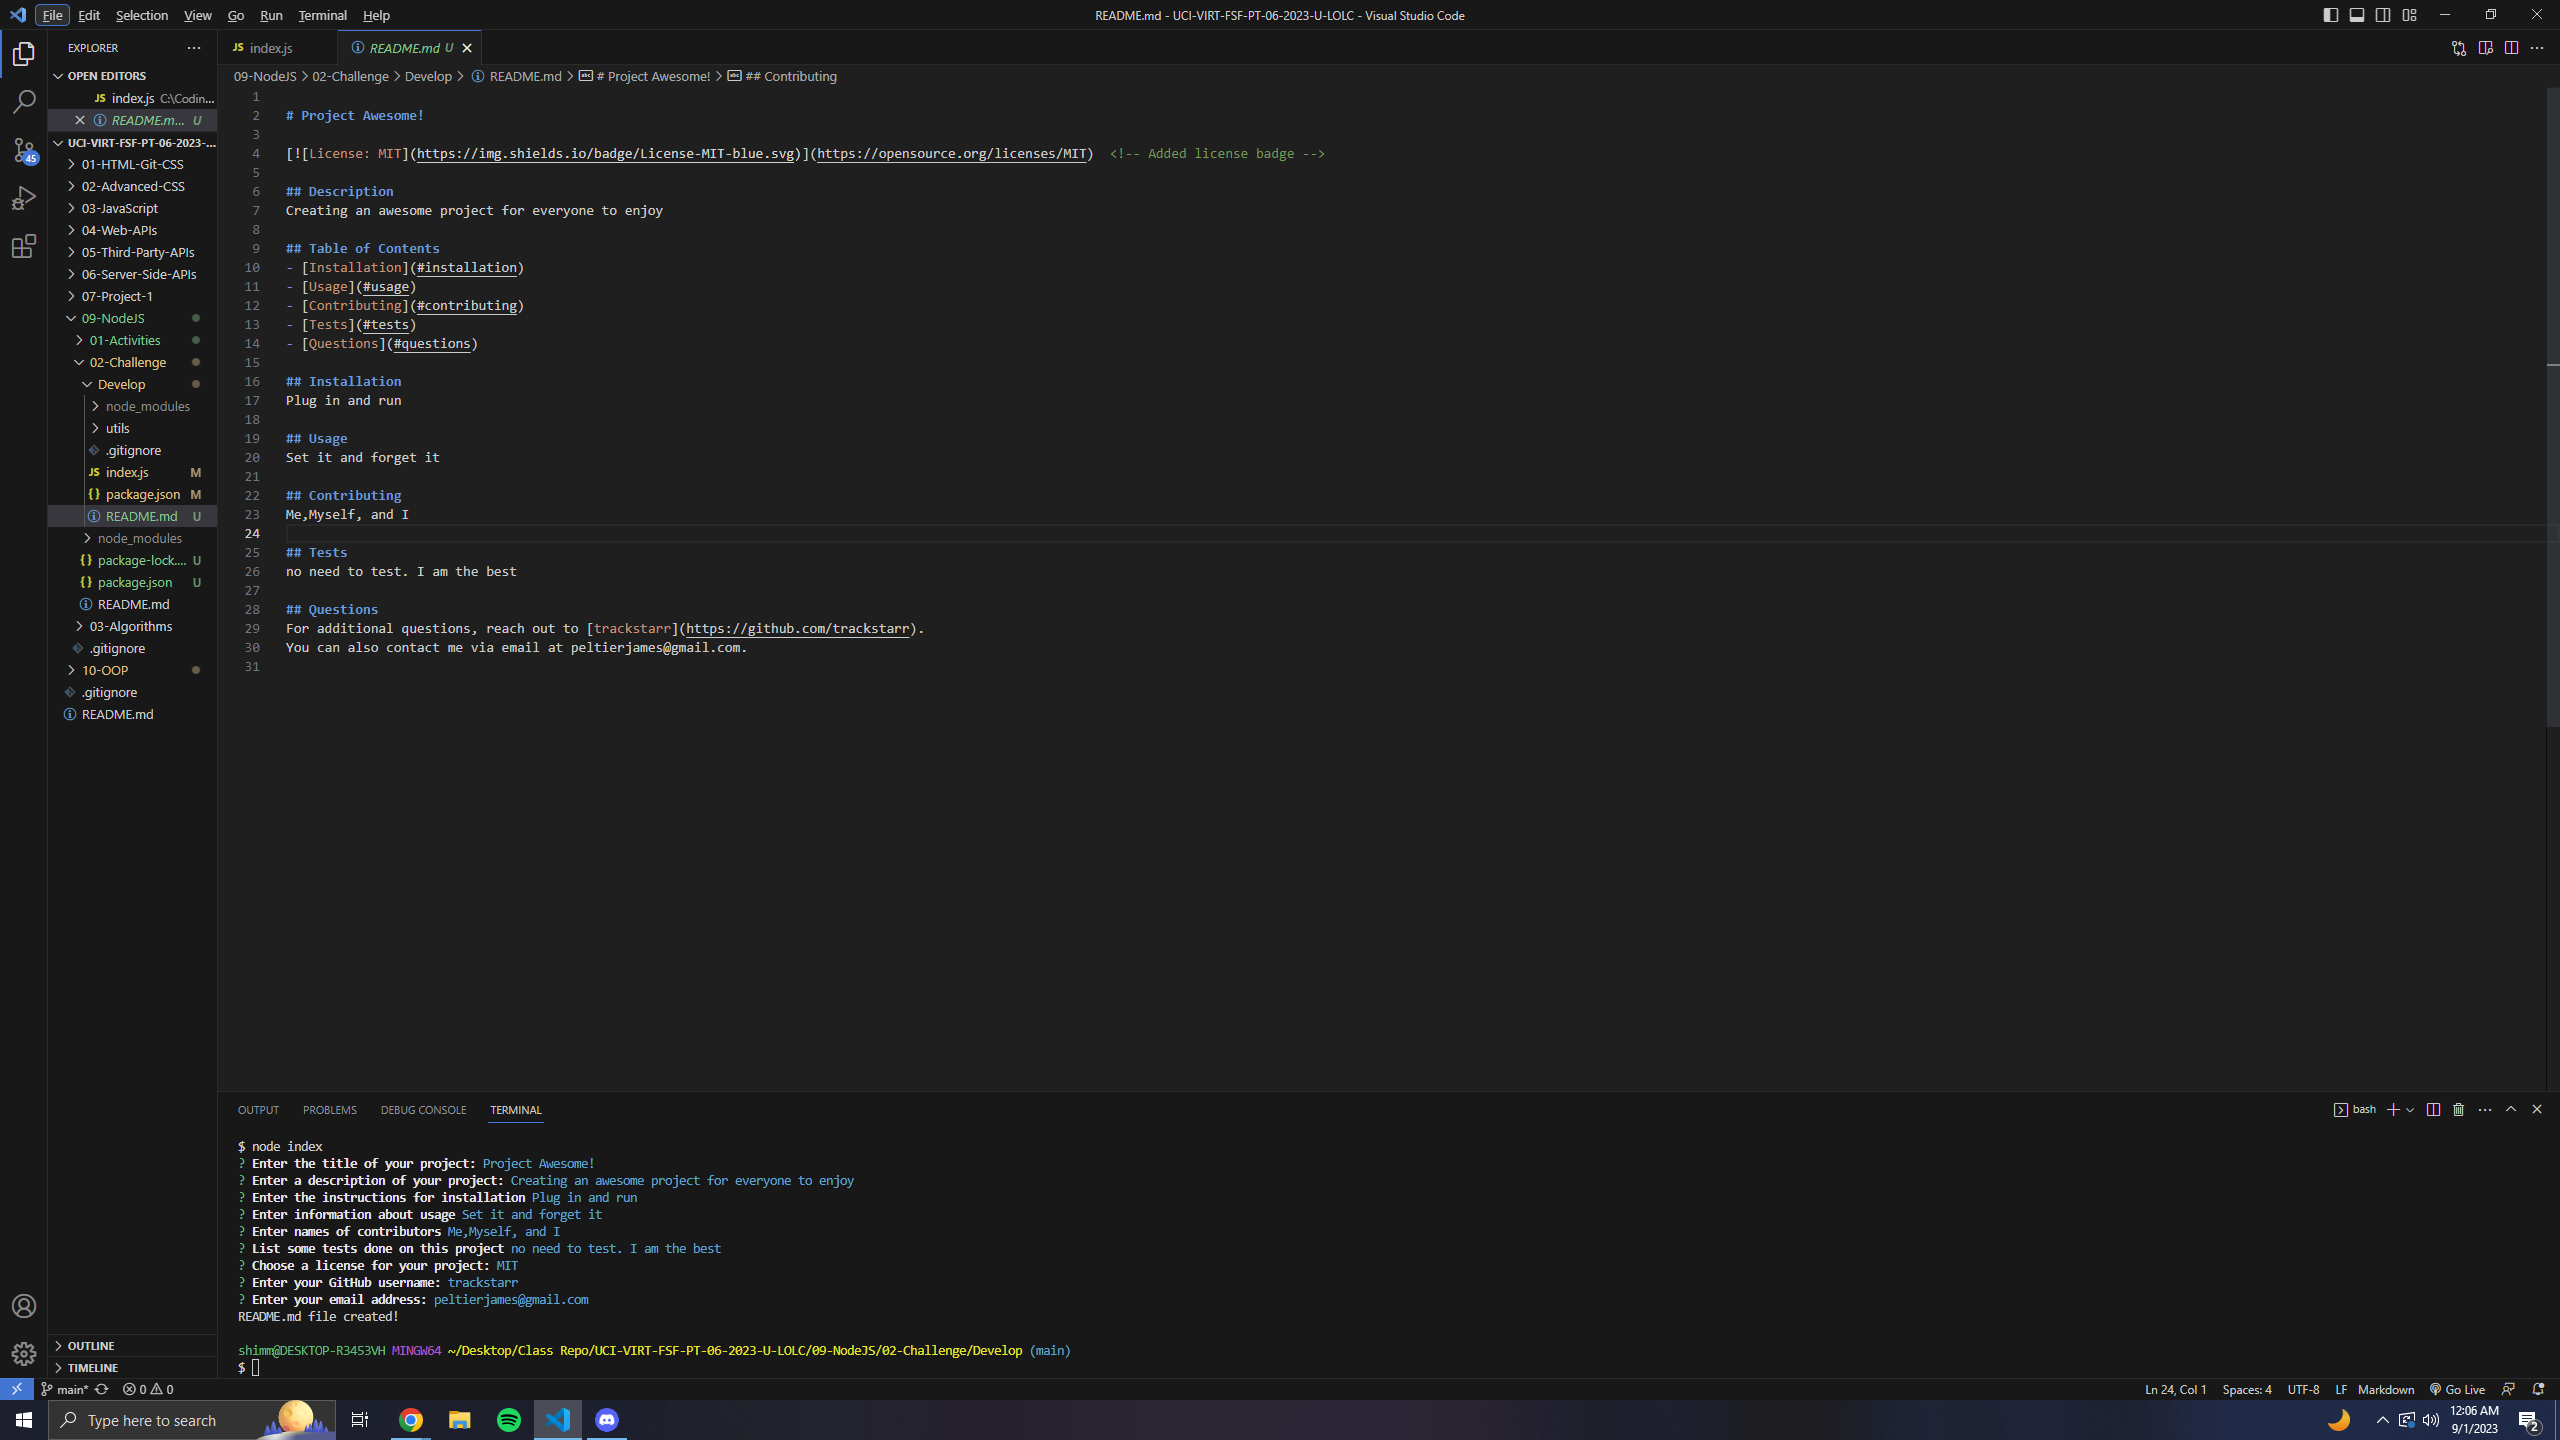 File Edit Selection View Go Run Terminal Help
README.md - UCI-VIRT-FSF-PT-06-2023-U-LOLC - Visual Studio Code
EXPLORER
OPEN EDITORS
JS index.js C:\Codin...
README.m... U
UCI-VIRT-FSF-PT-06-2023-...
01-HTML-Git-CSS
02-Advanced-CSS
03-JavaScript
04-Web-APIs
05-Third-Party-APIs
06-Server-Side-APIs
07-Project-1
09-NodeJS
01-Activities
02-Challenge
Develop
node_modules
utils
.gitignore
JS index.js M
{} package.json M
README.md U
node_modules
{} package-lock.... U
{} package.json U
README.md
03-Algorithms
.gitignore
10-OOP
.gitignore
README.md
OUTLINE
TIMELINE
45
JS index.js
README.md U
09-NodeJS > 02-Challenge > Develop > README.md > # Project Awesome! > ## Contributing
1
2 # Project Awesome!
3
4 [![License: MIT](https://img.shields.io/badge/License-MIT-blue.svg)](https://opensource.org/licenses/MIT) <!-- Added license badge -->
5
6 ## Description
7 Creating an awesome project for everyone to enjoy
8
9 ## Table of Contents
10 - [Installation](#installation)
11 - [Usage](#usage)
12 - [Contributing](#contributing)
13 - [Tests](#tests)
14 - [Questions](#questions)
15
16 ## Installation
17 Plug in and run
18
19 ## Usage
20 Set it and forget it
21
22 ## Contributing
23 Me,Myself, and I
24
25 ## Tests
26 no need to test. I am the best
27
28 ## Questions
29 For additional questions, reach out to [trackstarr](https://github.com/trackstarr).
30 You can also contact me via email at peltierjames@gmail.com.
31
OUTPUT PROBLEMS DEBUG CONSOLE TERMINAL
bash
$ node index
? Enter the title of your project: Project Awesome!
? Enter a description of your project: Creating an awesome project for everyone to enjoy
? Enter the instructions for installation Plug in and run
? Enter information about usage Set it and forget it
? Enter names of contributors Me,Myself, and I
? List some tests done on this project no need to test. I am the best
? Choose a license for your project: MIT
? Enter your GitHub username: trackstarr
? Enter your email address: peltierjames@gmail.com
README.md file created!
shimm@DESKTOP-R3453VH MINGW64 ~/Desktop/Class Repo/UCI-VIRT-FSF-PT-06-2023-U-LOLC/09-NodeJS/02-Challenge/Develop (main)
$
main* 0 0
Ln 24, Col 1 Spaces: 4 UTF-8 LF Markdown Go Live
Type here to search
12:06 AM
9/1/2023
2